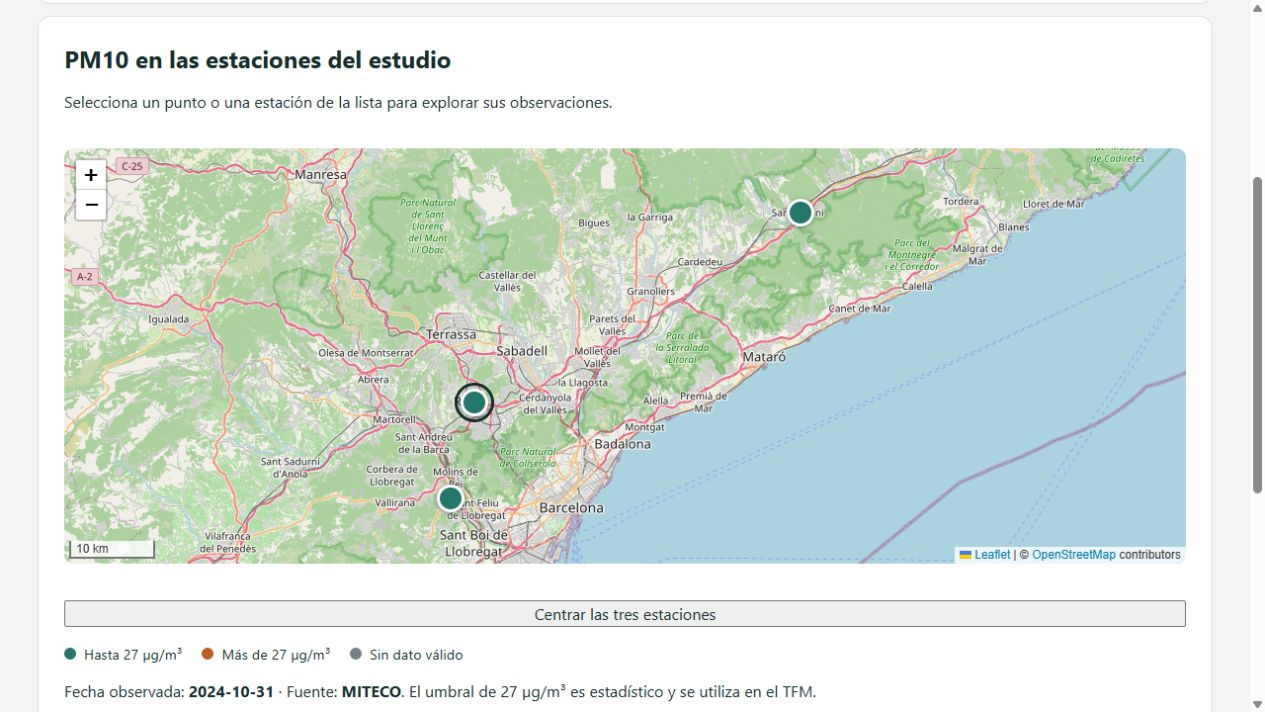 PM10 en las estaciones del estudio
Selecciona un punto o una estación de la lista para explorar sus observaciones.
+
−
C-25
Manresa
de Cadiretes
Parc Natural
de Sant
Llorenç
del Munt
i l'Obac
Bigues
la Garriga
Tordera
Lloret de Mar
Blanes
Parc del
Montnegre
i el Corredor
Malgrat de
Mar
A-2
Castellar del
Vallès
Cardedeu
Granollers
Calella
Canet de Mar
Igualada
Parets del
Vallès
Terrassa
Parc de
la Serralada
Litoral
Olesa de Montserrat
Sabadell
Mollet del
Vallès
Mataró
Abrera
la Llagosta
Cerdanyola
del Vallès
Alella
Premià de
Mar
Martorell
Montgat
Sant Andreu
de la Barca
Badalona
Parc Natural
de Collserola
Sant Sadurní
d'Anoia
Corbera de
Llobregat
Molins de
Rei
Vallirana
de Llobregat
Barcelona
Vilafranca
del Penedès
Sant Boi de
Llobregat
10 km
Leaflet | © OpenStreetMap contributors
Centrar las tres estaciones
Hasta 27 µg/m³ Más de 27 µg/m³ Sin dato válido
Fecha observada: 2024-10-31 · Fuente: MITECO. El umbral de 27 µg/m³ es estadístico y se utiliza en el TFM.